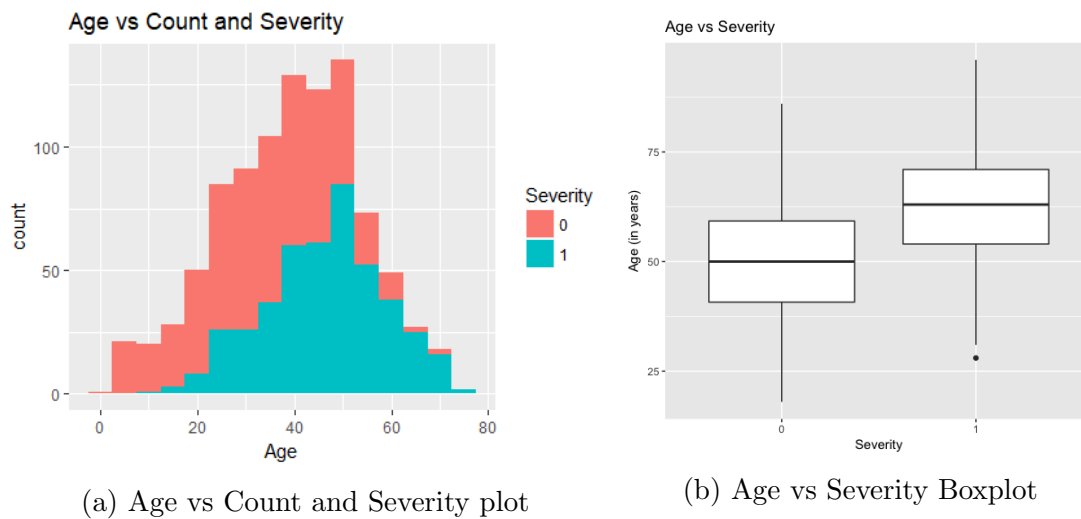 Age vs Count and Severity
100
50
0
count
0
20
40
60
80
Age
Severity
0
1
(a) Age vs Count and Severity plot
Age vs Severity
75
50
25
Age (in years)
0
1
Severity
(b) Age vs Severity Boxplot